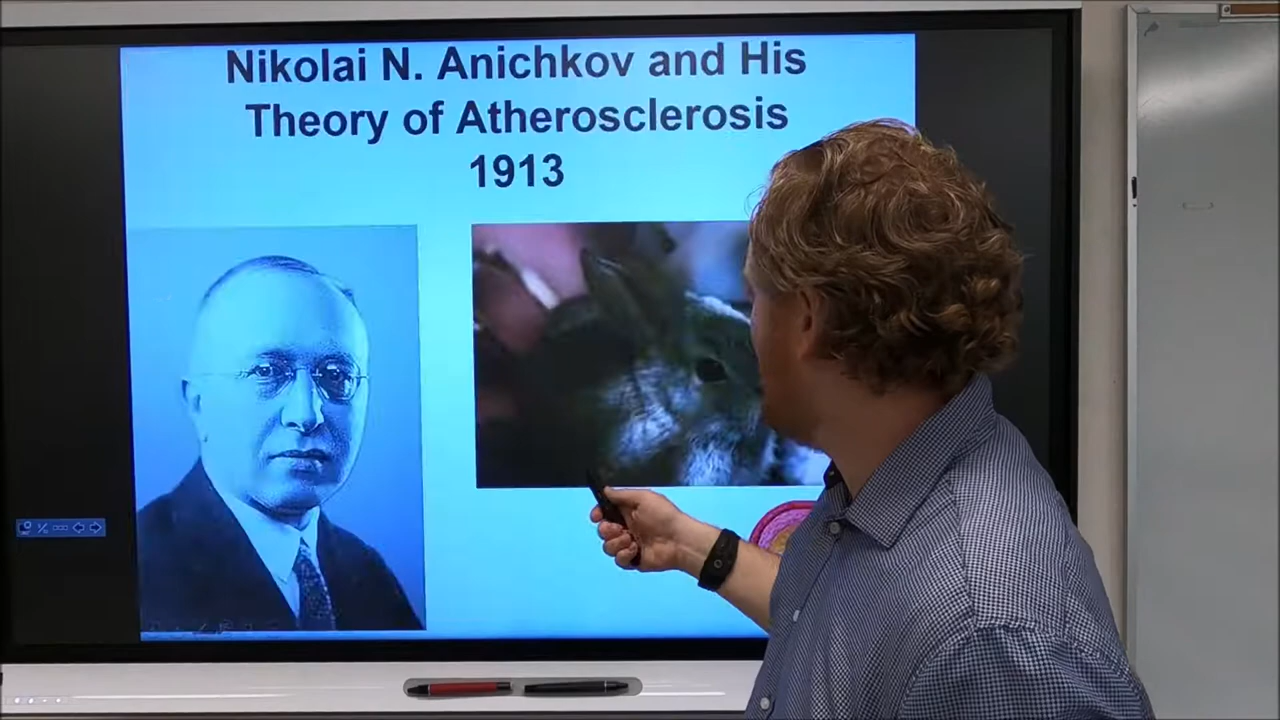 Nikolai N. Anichkov and His
Theory of Atherosclerosis
1913